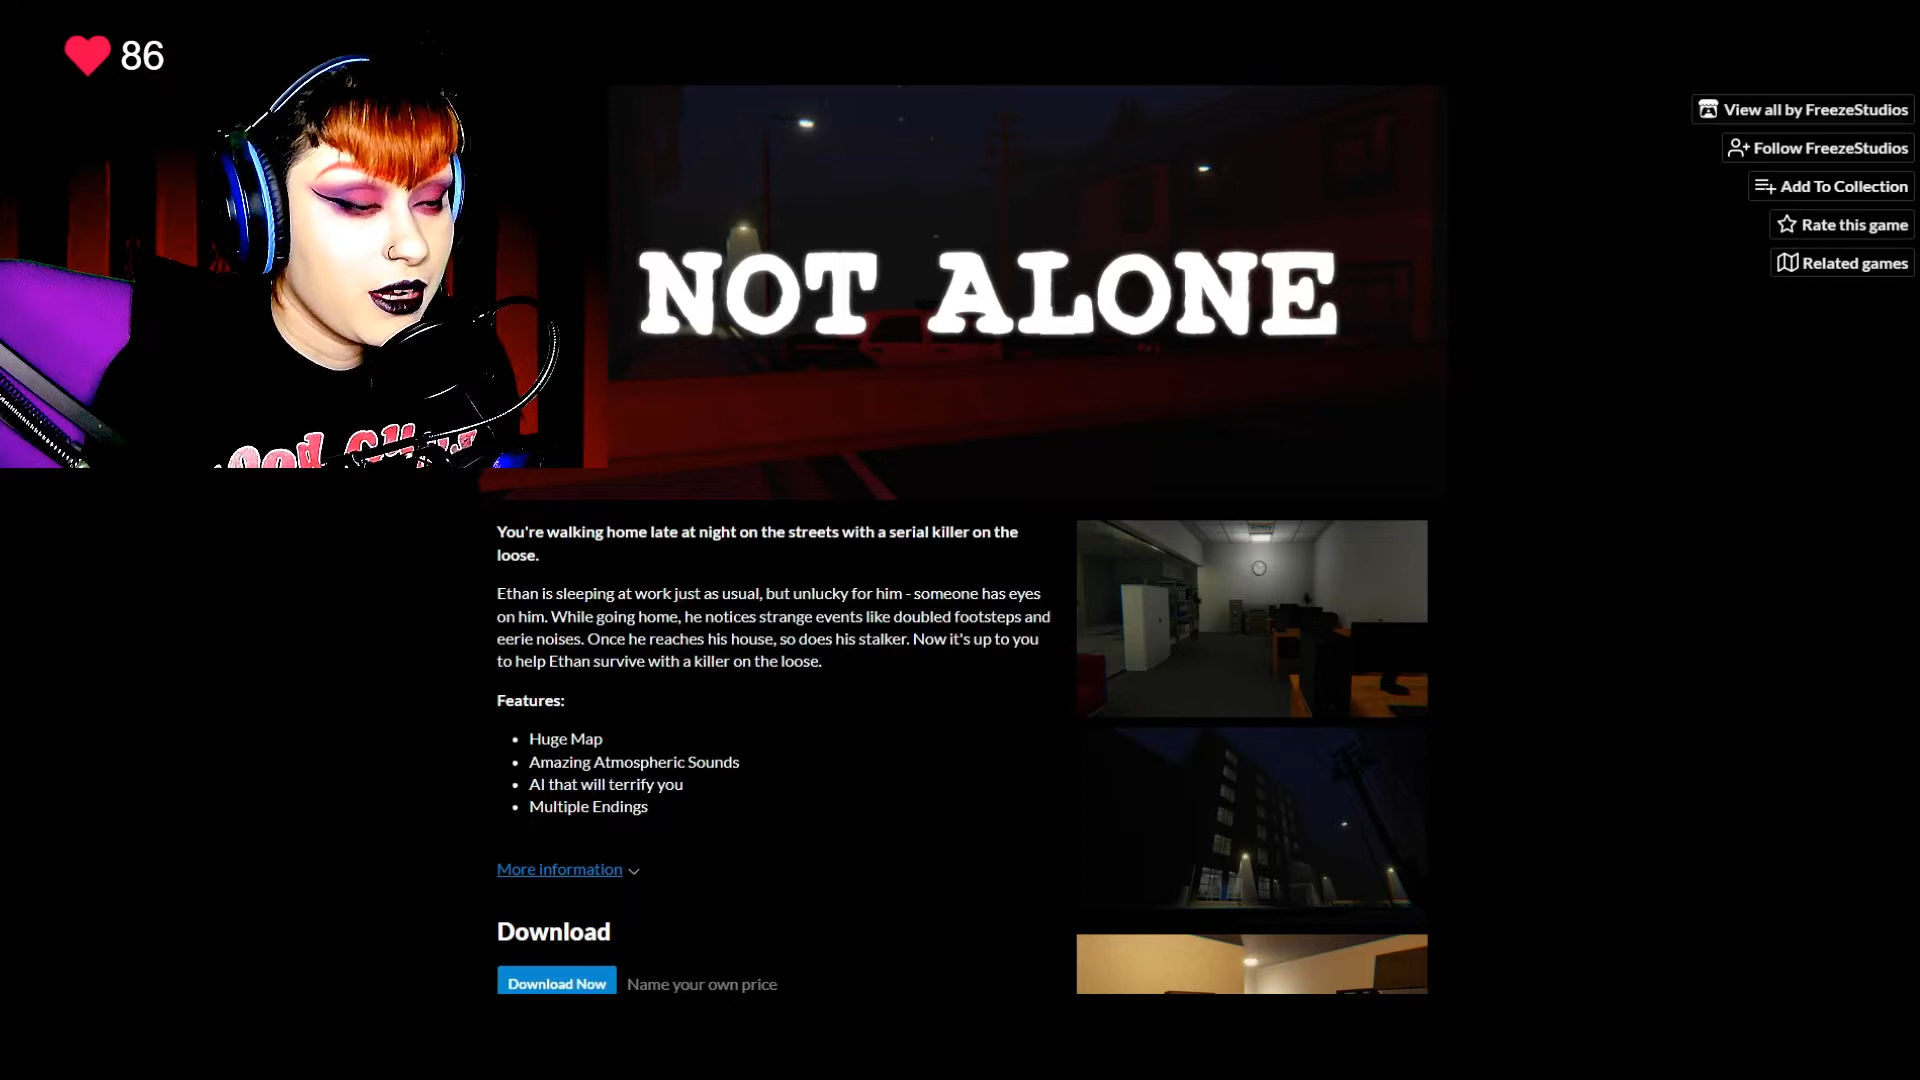 86
View all by FreezeStudios
Follow FreezeStudios
Add To Collection
Rate this game
Related games
NOT ALONE
You're walking home late at night on the streets with a serial killer on the
loose.
Ethan is sleeping at work just as usual, but unlucky for him - someone has eyes
on him. While going home, he notices strange events like doubled footsteps and
eerie noises. Once he reaches his house, so does his stalker. Now it's up to you
to help Ethan survive with a killer on the loose.
Features:
• Huge Map
• Amazing Atmospheric Sounds
• AI that will terrify you
• Multiple Endings
More information
Download
Download Now
Name your own price